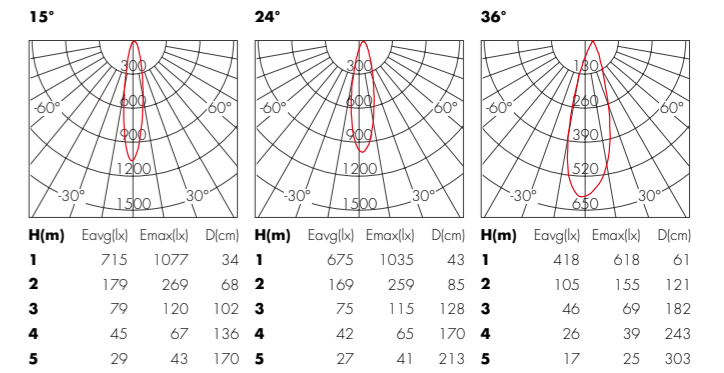 15° 24° 36°
300 300 130
-60° 600 60° -60° 600 60° -60° 260 60°
900 900 390
1200 1200 520
-30° 30° -30° 30° -30° 30°
1500 1500 650
H(m) Eavg(lx) Emax(lx) D(cm) H(m) Eavg(lx) Emax(lx) D(cm) H(m) Eavg(lx) Emax(lx) D(cm)
1 715 1077 34 1 675 1035 43 1 418 618 61
2 179 269 68 2 169 259 85 2 105 155 121
3 79 120 102 3 75 115 128 3 46 69 182
4 45 67 136 4 42 65 170 4 26 39 243
5 29 43 170 5 27 41 213 5 17 25 303